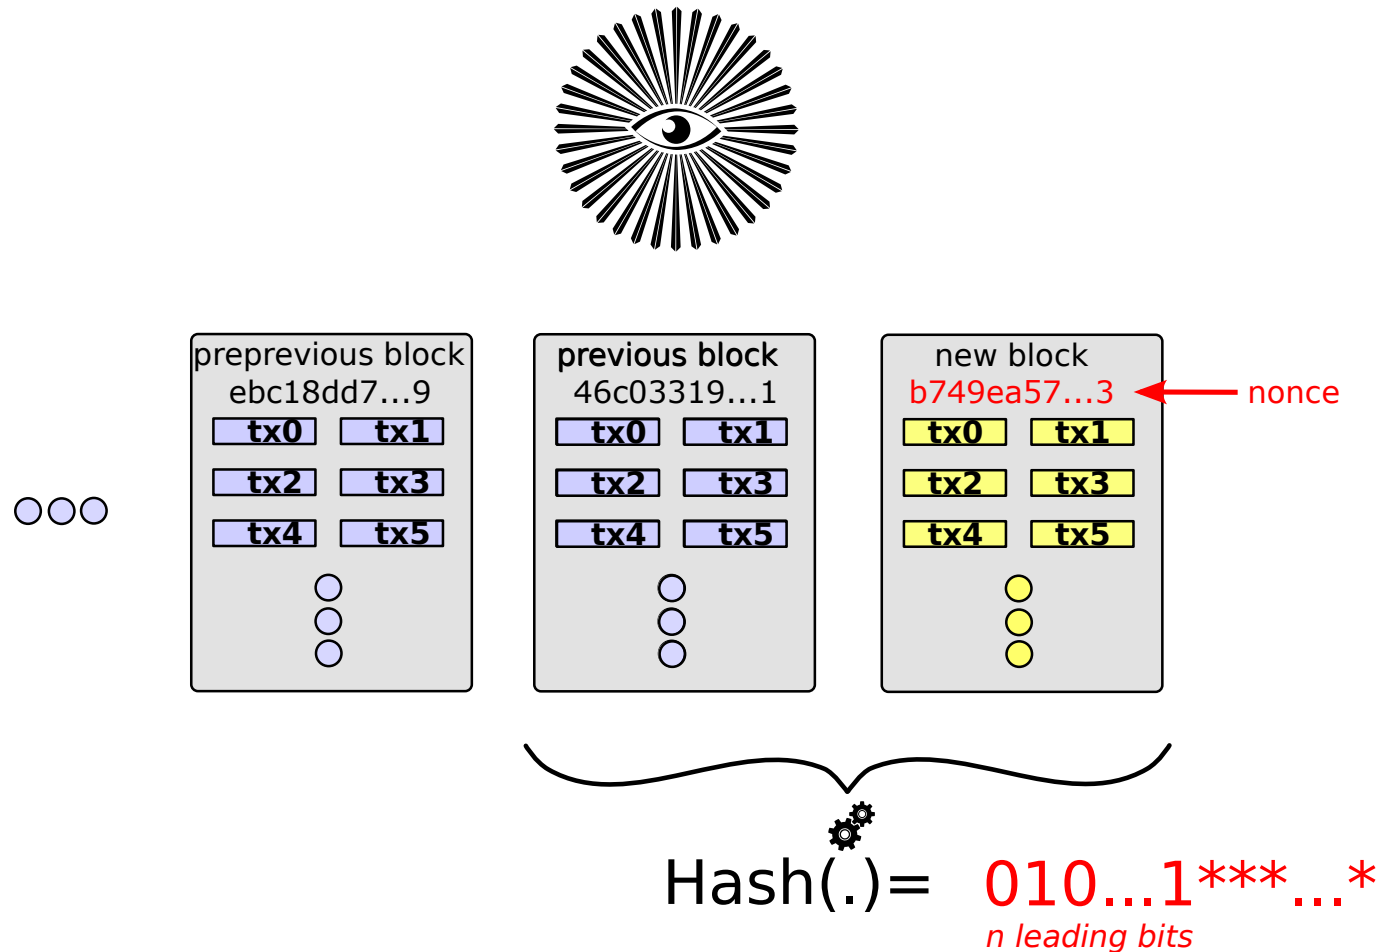 preprevious block
ebc18dd7...9
tx0 tx1
tx2 tx3
tx4 tx5
previous block
46c03319...1
tx0 tx1
tx2 tx3
tx4 tx5
new block
b749ea57...3
nonce
tx0 tx1
tx2 tx3
tx4 tx5
Hash(.)= 010...1***...*
n leading bits